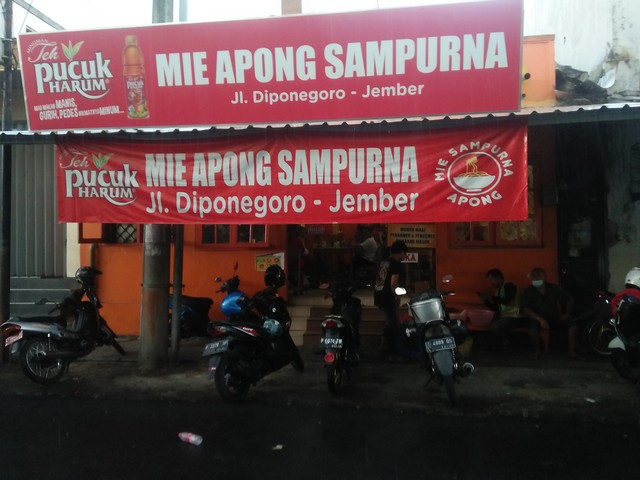 Teh
PUCUK
HARUM
MIE APONG SAMPURNA
Jl. Diponegoro - Jember
Teh
PUCUK
HARUM
MIE APONG SAMPURNA
Jl. Diponegoro - Jember
MIE SAMPURNA
APONG